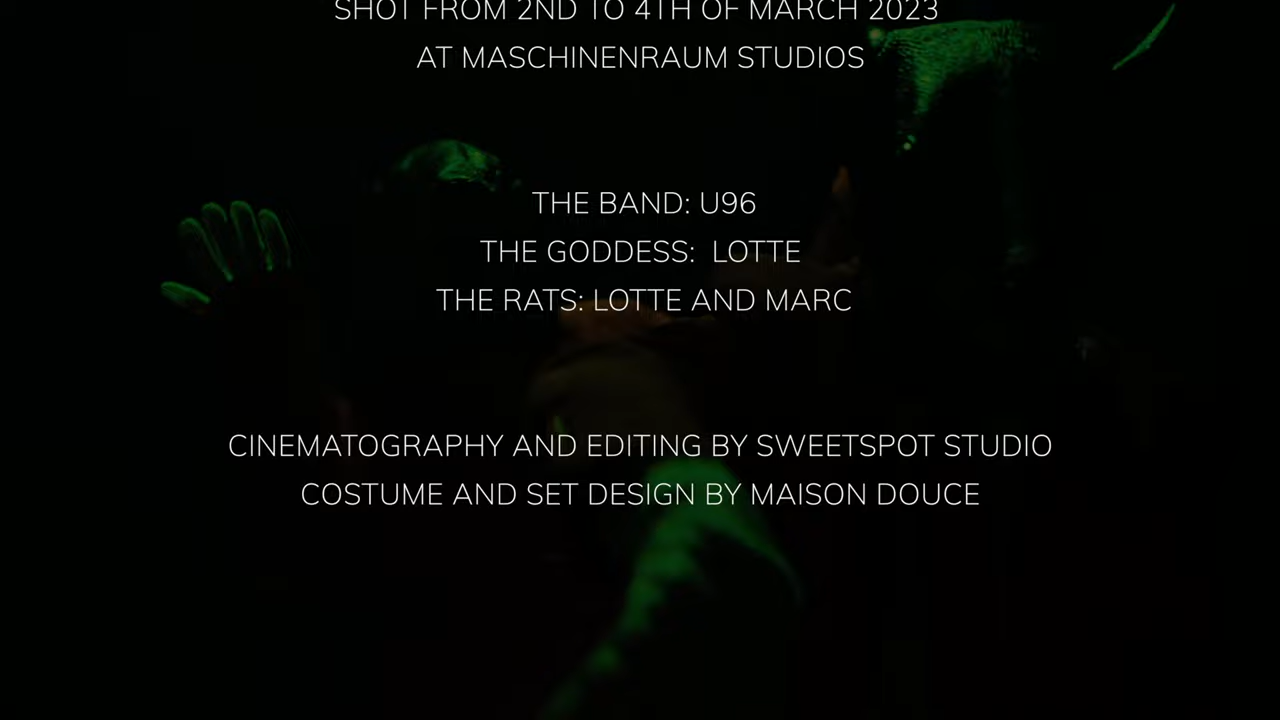 SHOT FROM 2ND TO 4TH OF MARCH 2023
AT MASCHINENRAUM STUDIOS
THE BAND: U96
THE GODDESS: LOTTE
THE RATS: LOTTE AND MARC
CINEMATOGRAPHY AND EDITING BY SWEETSPOT STUDIO
COSTUME AND SET DESIGN BY MAISON DOUCE